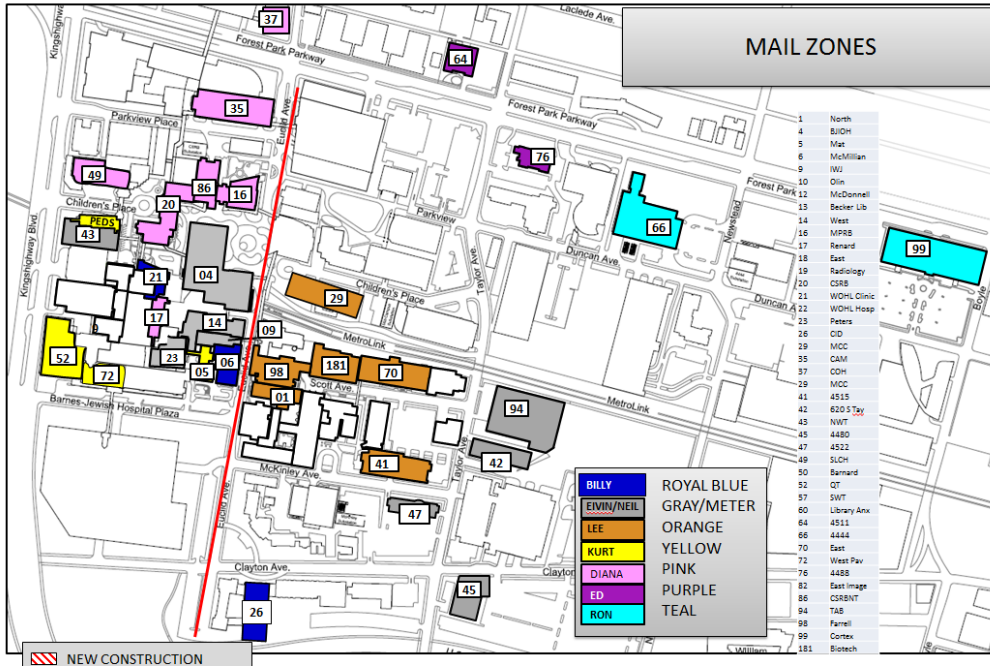 MAIL ZONES
Kingshighway
Laclede Ave.
37
Forest Park Parkway
64
35
Parkview Place
Euclid Ave.
Forest Park Parkway
76
49
86
16
20
Children's Place
PEDS
43
Parkview
Forest Park
66
Newstead
99
Kingshighway Blvd.
04
21
Duncan Ave.
Taylor Ave.
29
Children's Place
Duncan A
Boyle
17
14
09
MetroLink
52
23
05
06
98
181
70
72
Scott Ave.
01
Barnes-Jewish Hospital Plaza
94
MetroLink
42
41
McKinley Ave.
Taylor Ave.
47
Euclid Ave.
Clayton Ave.
Clayton
45
26
William
1 North
4 BJIOH
5 Mat
6 McMillian
9 IWJ
10 Olin
12 McDonnell
13 Becker Lib
14 West
16 MPRB
17 Renard
18 East
19 Radiology
20 CSRB
21 WOHL Clinic
22 WOHL Hosp
23 Peters
26 CID
29 MCC
35 CAM
37 COH
29 MCC
41 4515
42 620 S Tay
43 NWT
45 4480
47 4522
49 SLCH
50 Barnard
52 QT
57 SWT
60 Library Anx
64 4511
66 4444
70 East
72 West Pav
76 4488
82 East Image
86 CSRBNT
94 TAB
98 Farrell
99 Cortex
181 Biotech
BILLY ROYAL BLUE
EIVIN/NEIL GRAY/METER
LEE ORANGE
KURT YELLOW
DIANA PINK
ED PURPLE
RON TEAL
NEW CONSTRUCTION